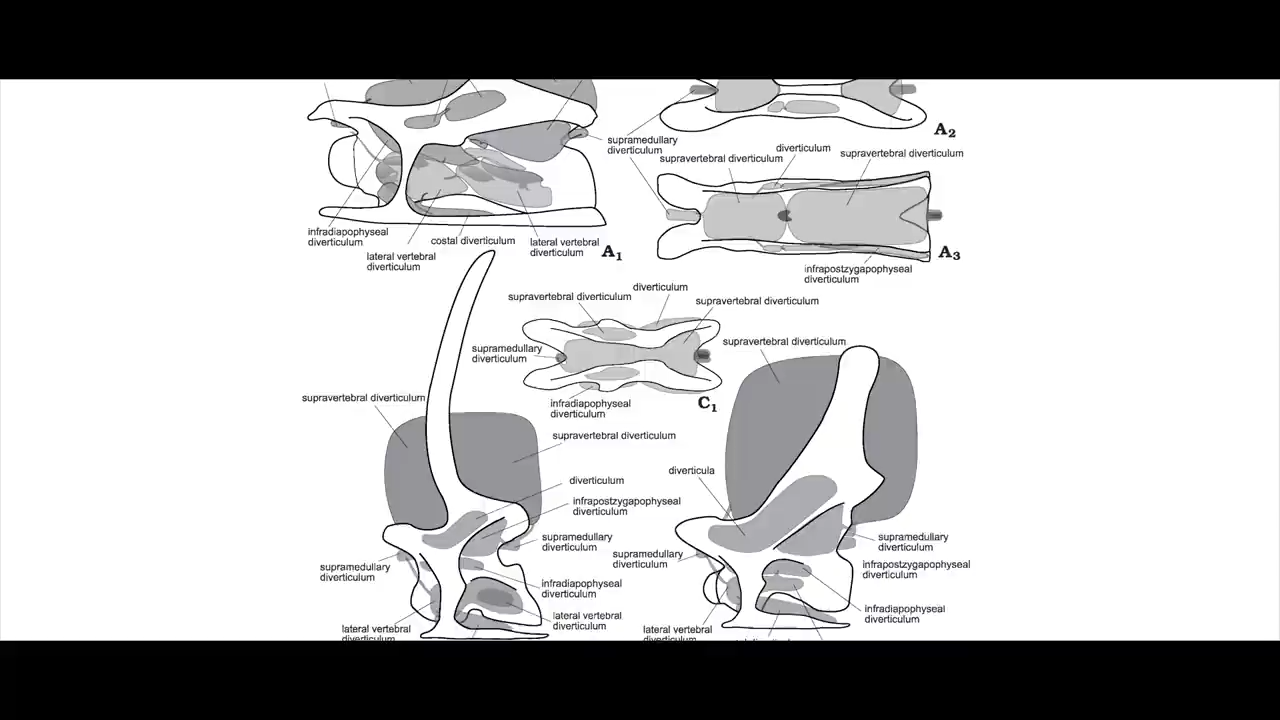 A2
supramedullary
diverticulum
diverticulum
supravertebral diverticulum
supravertebral diverticulum
infradiapophyseal
diverticulum
costal diverticulum
lateral vertebral
diverticulum
lateral vertebral
diverticulum
A1
A3
infrapostzygapophyseal
diverticulum
diverticulum
supravertebral diverticulum
supravertebral diverticulum
supramedullary
diverticulum
infradiapophyseal
diverticulum
C1
supravertebral diverticulum
supravertebral diverticulum
supravertebral diverticulum
diverticulum
infrapostzygapophyseal
diverticulum
diverticula
supramedullary
diverticulum
supramedullary
diverticulum
supramedullary
diverticulum
supramedullary
diverticulum
infrapostzygapophyseal
diverticulum
infradiapophyseal
diverticulum
infradiapophyseal
diverticulum
lateral vertebral
diverticulum
lateral vertebral
diverticulum
lateral vertebral
diverticulum